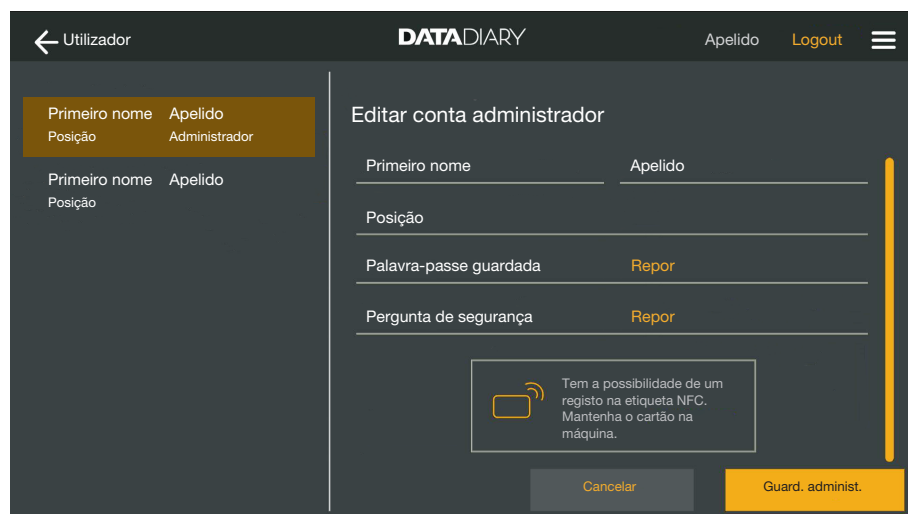 Utilizador
DATADIARY
Apelido
Logout
Primeiro nome Apelido
Posição Administrador
Primeiro nome Apelido
Posição
Editar conta administrador
Primeiro nome Apelido
Posição
Palavra-passe guardada Repor
Pergunta de segurança Repor
Tem a possibilidade de um
registo na etiqueta NFC.
Mantenha o cartão na
máquina.
Cancelar
Guard. administ.